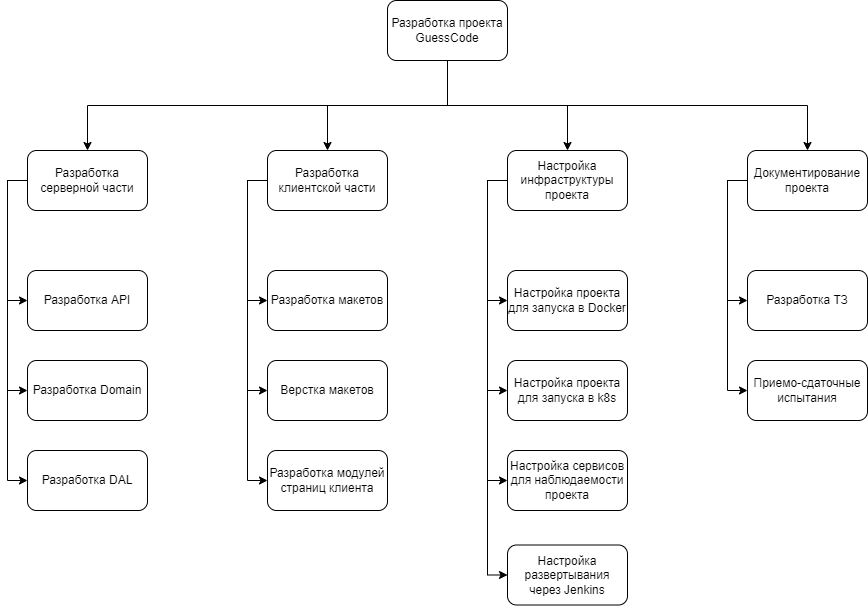 Разработка проекта
GuessCode
Разработка
серверной части
Разработка
клиентской части
Настройка
инфраструктуры
проекта
Документирование
проекта
Разработка API
Разработка макетов
Настройка проекта
для запуска в Docker
Разработка ТЗ
Разработка Domain
Верстка макетов
Настройка проекта
для запуска в k8s
Приемо-сдаточные
испытания
Разработка DAL
Разработка модулей
страниц клиента
Настройка сервисов
для наблюдаемости
проекта
Настройка
развертывания
через Jenkins